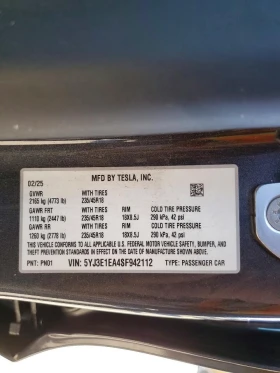 MFD BY TESLA, INC.
02/25
GVWR WITH TIRES
2165 kg (4773 lb) 235/45R18
GAWR FRT WITH TIRES RIM COLD TIRE PRESSURE
1110 kg (2447 lb) 235/45R18 18X8.5J 290 kPa, 42 psi
GAWR RR WITH TIRES RIM COLD TIRE PRESSURE
1260 kg (2778 lb) 235/45R18 18X8.5J 290 kPa, 42 psi
THIS VEHICLE CONFORMS TO ALL APPLICABLE U.S. FEDERAL MOTOR VEHICLE SAFETY, BUMPER, AND
THEFT PREVENTION STANDARDS IN EFFECT ON THE DATE OF MANUFACTURE SHOWN ABOVE.
PNT: PN01 VIN: 5YJ3E1EA4SF942112 TYPE: PASSENGER CAR